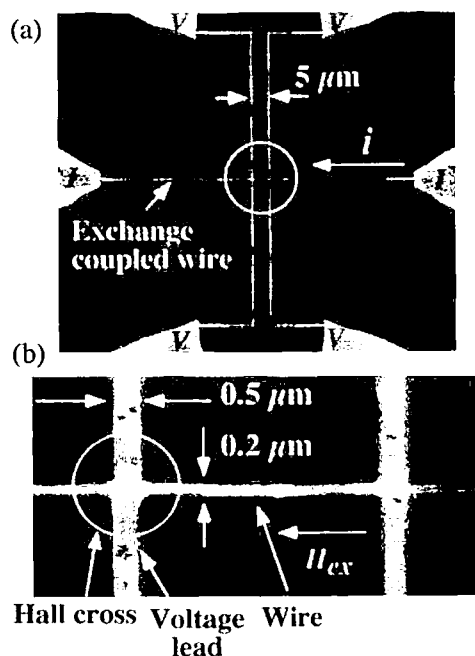 (a)
V V
5 µm
i
I I
Exchange
coupled wire
V V
(b)
0.5 µm
0.2 µm
Hex
Hall cross Voltage Wire
lead